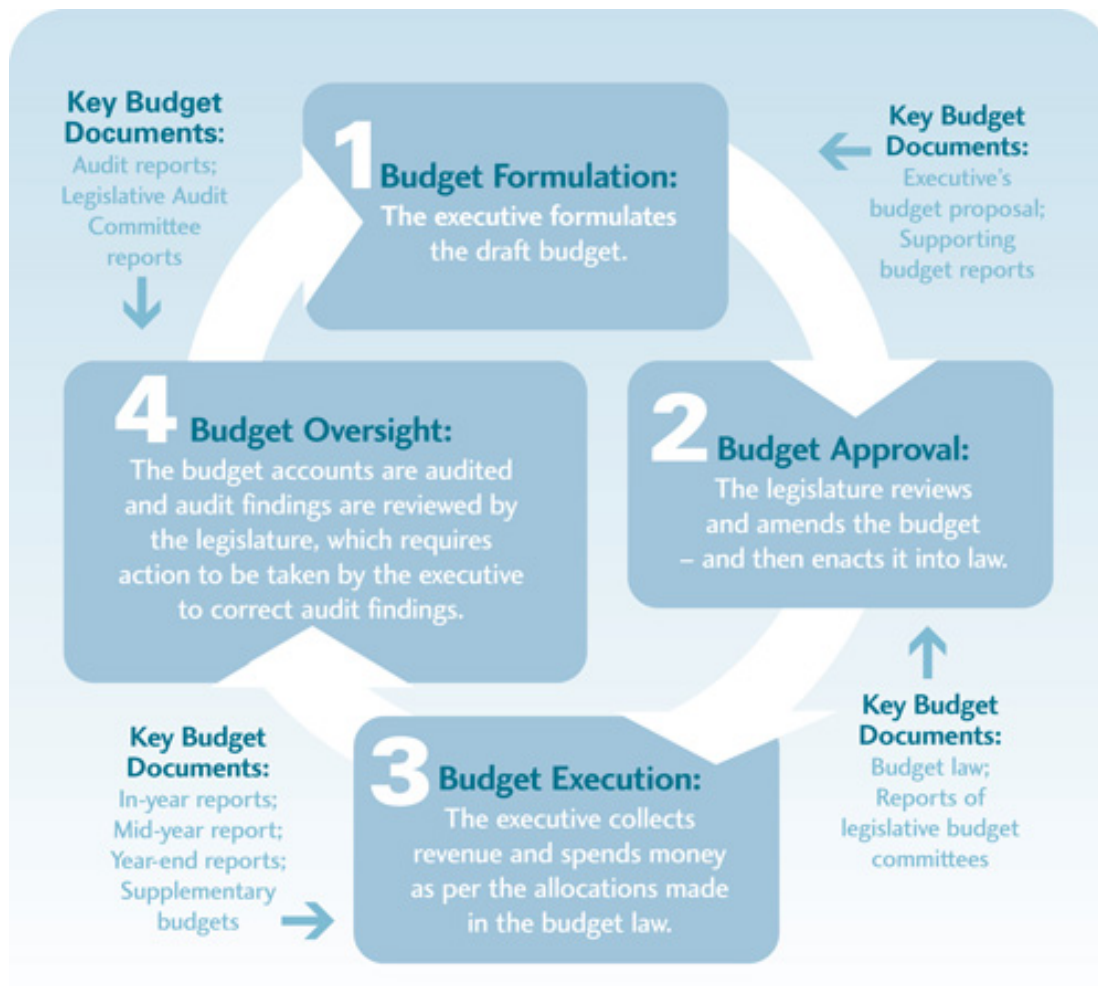 Key Budget
Documents:
Audit reports;
Legislative Audit
Committee
reports
1
Budget Formulation:
The executive formulates
the draft budget.
Key Budget
Documents:
Executive’s
budget proposal;
Supporting
budget reports
2
Budget Approval:
The legislature reviews
and amends the budget
– and then enacts it into law.
Key Budget
Documents:
Budget law;
Reports of
legislative budget
committees
3
Budget Execution:
The executive collects
revenue and spends money
as per the allocations made
in the budget law.
Key Budget
Documents:
In-year reports;
Mid-year report;
Year-end reports;
Supplementary
budgets
4
Budget Oversight:
The budget accounts are audited
and audit findings are reviewed by
the legislature, which requires
action to be taken by the executive
to correct audit findings.